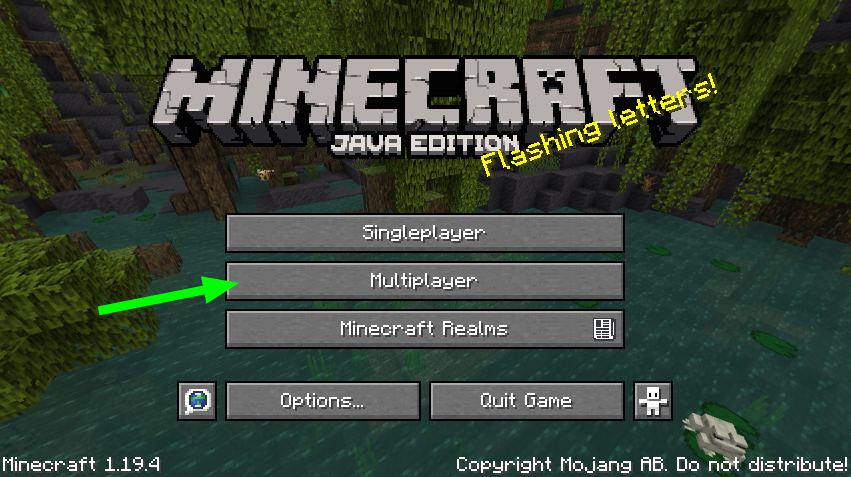 MINECRAFT
JAVA EDITION
Flashing letters!
Singleplayer
Multiplayer
Minecraft Realms
Options...
Quit Game
Minecraft 1.19.4
Copyright Mojang AB. Do not distribute!